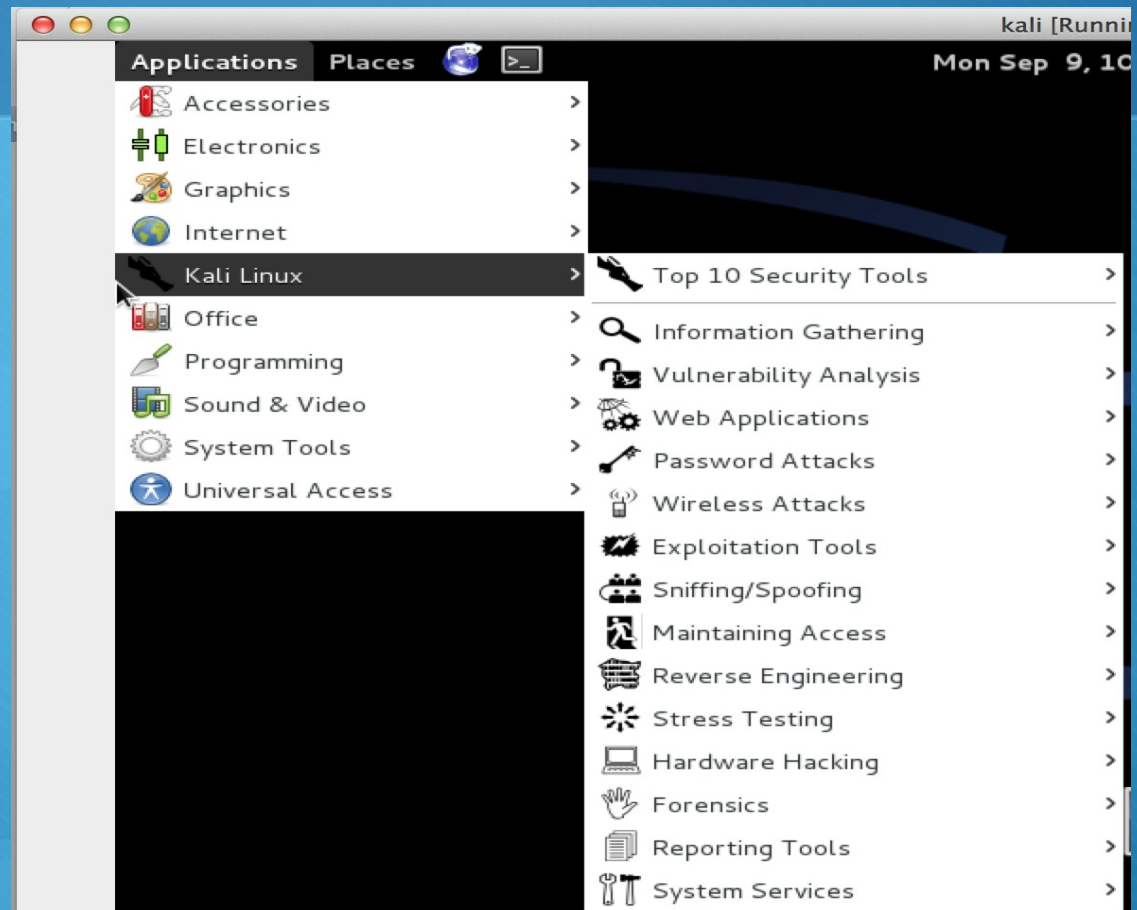 kali [Runnin
Applications Places Mon Sep 9, 10
Accessories
Electronics
Graphics
Internet
Kali Linux
Office
Programming
Sound & Video
System Tools
Universal Access
Top 10 Security Tools
Information Gathering
Vulnerability Analysis
Web Applications
Password Attacks
Wireless Attacks
Exploitation Tools
Sniffing/Spoofing
Maintaining Access
Reverse Engineering
Stress Testing
Hardware Hacking
Forensics
Reporting Tools
System Services